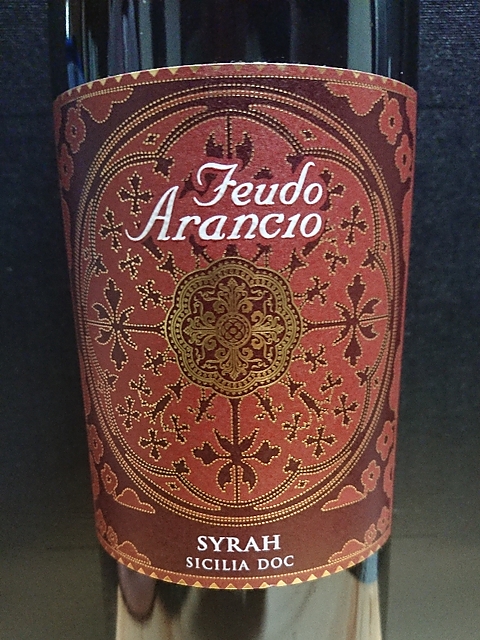 Feudo
Arancio
SYRAH
SICILIA DOC